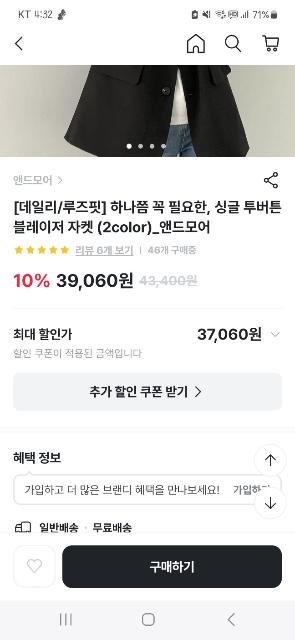 KT 4:32 71%
앤드모어 >
[데일리/루즈핏] 하나쯤 꼭 필요한, 싱글 투버튼
블레이저 자켓 (2color)_앤드모어
★★★★★ 리뷰 6개 보기 | 46개 구매중
10% 39,060원 43,400원
최대 할인가 37,060원
할인 쿠폰이 적용된 금액입니다
추가 할인 쿠폰 받기 >
혜택 정보
가입하고 더 많은 브랜디 혜택을 만나보세요! 가입하기
일반배송 · 무료배송
구매하기